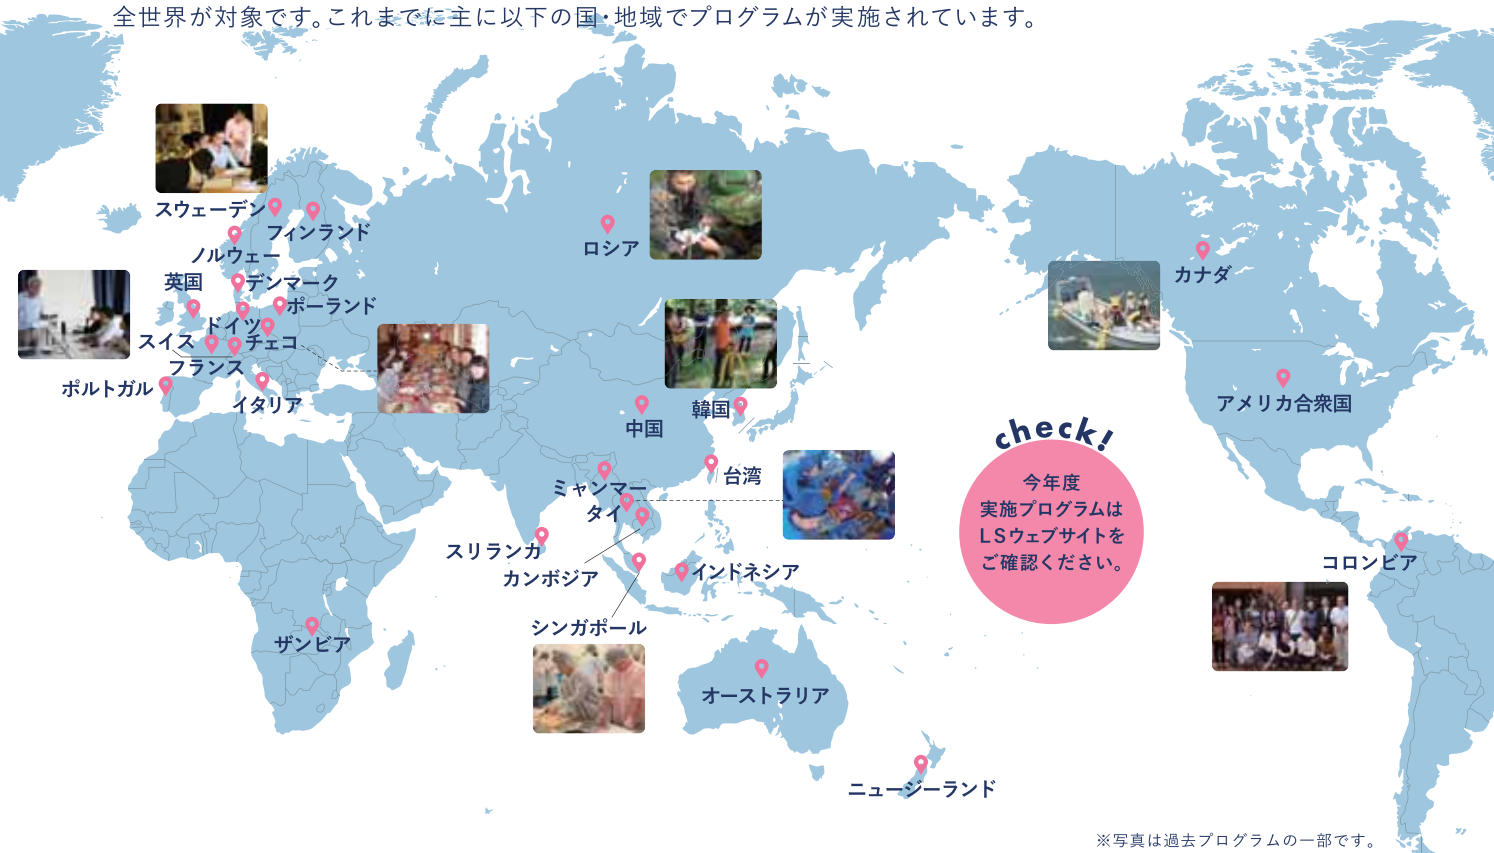 全世界が対象です。これまでに主に以下の国・地域でプログラムが実施されています。
スウェーデン
フィンランド
ノルウェー
英国
デンマーク
ポーランド
ドイツ
スイス
チェコ
フランス
ポルトガル
イタリア
ロシア
カナダ
アメリカ合衆国
中国
韓国
台湾
ミャンマー
タイ
スリランカ
カンボジア
インドネシア
シンガポール
ザンビア
オーストラリア
ニュージーランド
コロンビア
check!
今年度
実施プログラムは
LSウェブサイトを
ご確認ください。
※写真は過去プログラムの一部です。